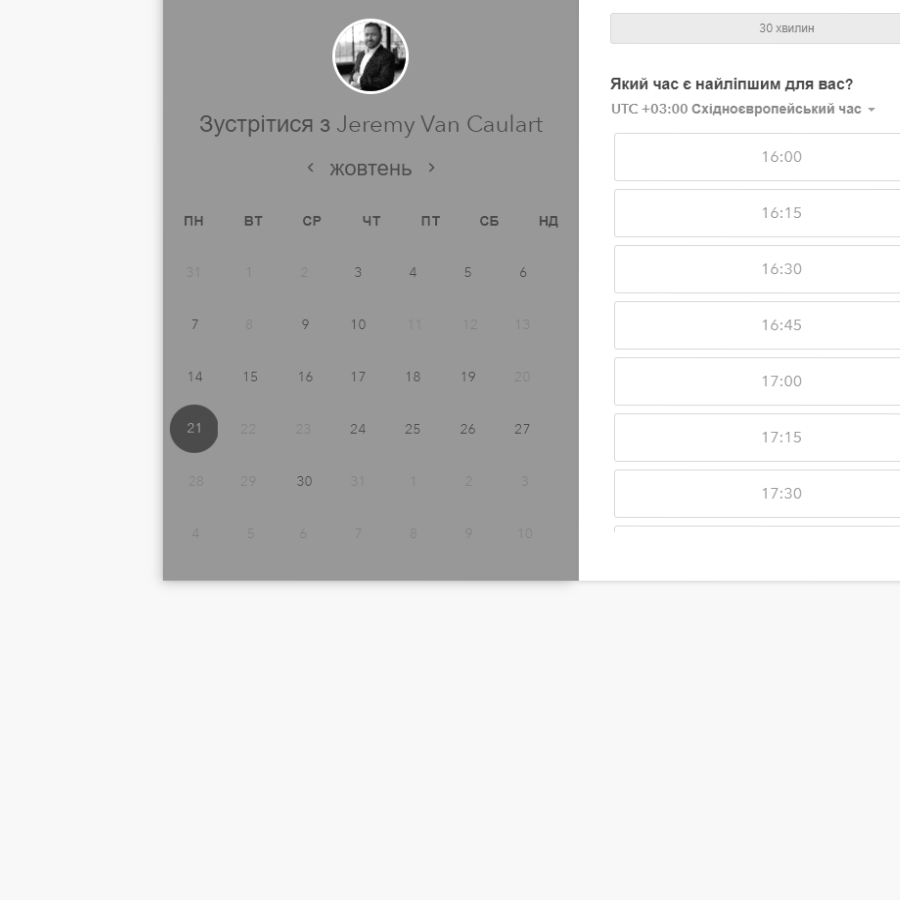 Зустрітися з Jeremy Van Caulart
жовтень
ПН ВТ СР ЧТ ПТ СБ НД
31 1 2 3 4 5 6
7 8 9 10 11 12 13
14 15 16 17 18 19 20
21 22 23 24 25 26 27
28 29 30 31 1 2 3
4 5 6 7 8 9 10
30 хвилин
Який час є найліпшим для вас?
UTC +03:00 Східноєвропейський час
16:00
16:15
16:30
16:45
17:00
17:15
17:30